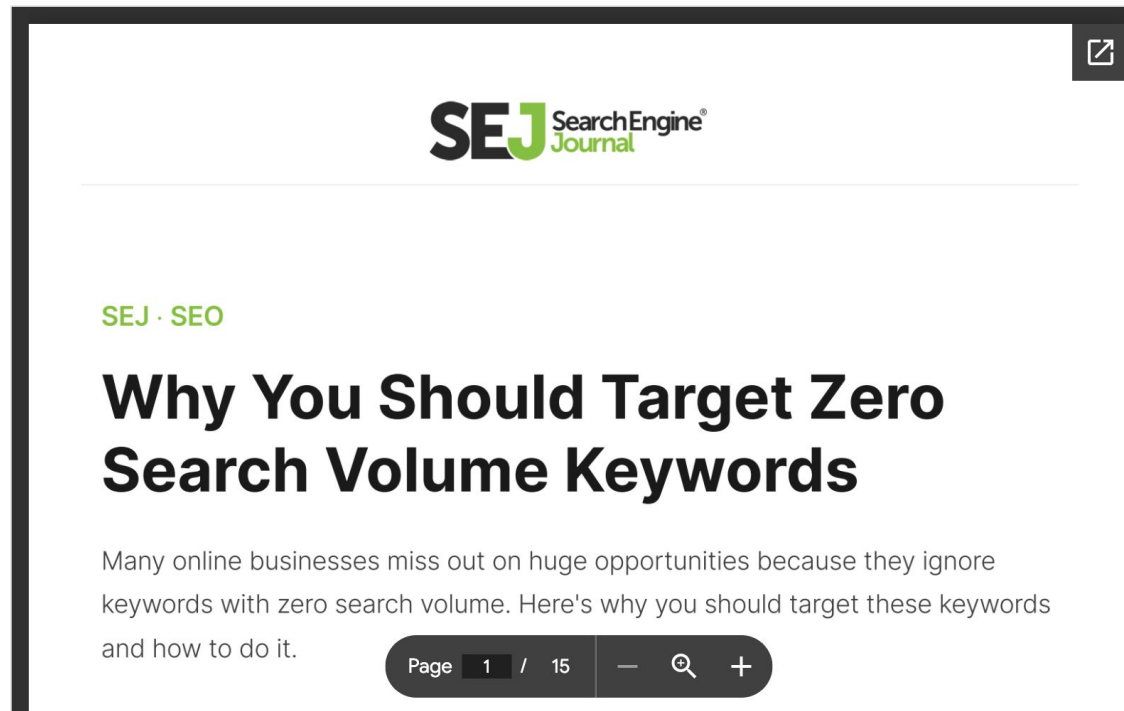 SEJ Search Engine®
Journal
SEJ · SEO
Why You Should Target Zero
Search Volume Keywords
Many online businesses miss out on huge opportunities because they ignore
keywords with zero search volume. Here's why you should target these keywords
and how to do it.
Page 1 / 15